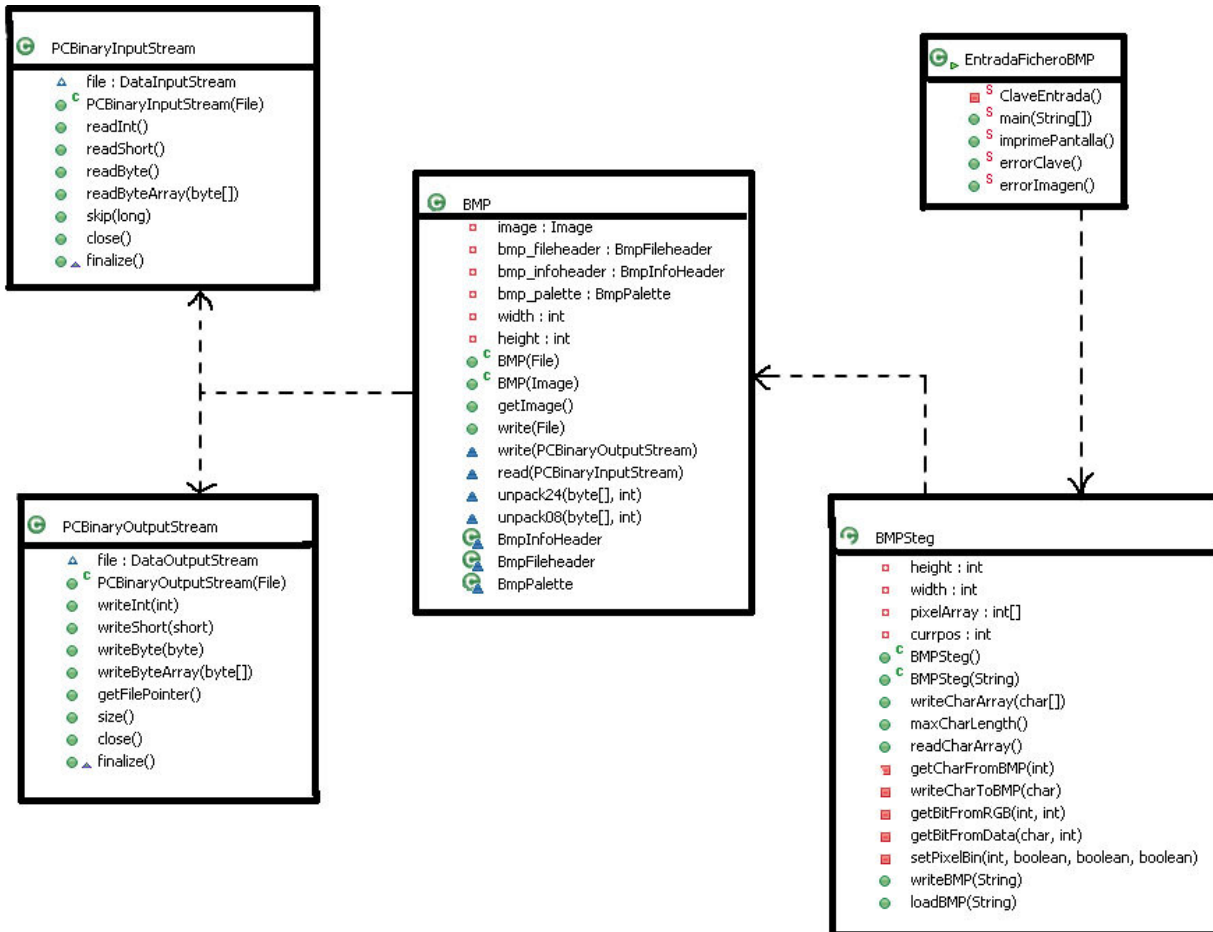 PCBinaryInputStream
file : DataInputStream
C PCBinaryInputStream(File)
readInt()
readShort()
readByte()
readByteArray(byte[])
skip(long)
close()
finalize()
EntradaFicheroBMP
S ClaveEntrada()
S main(String[])
S imprimePantalla()
S errorClave()
S errorImagen()
BMP
image : Image
bmp_fileheader : BmpFileheader
bmp_infoheader : BmpInfoHeader
bmp_palette : BmpPalette
width : int
height : int
C BMP(File)
C BMP(Image)
getImage()
write(File)
write(PCBinaryOutputStream)
read(PCBinaryInputStream)
unpack24(byte[], int)
unpack08(byte[], int)
BmpInfoHeader
BmpFileheader
BmpPalette
PCBinaryOutputStream
file : DataOutputStream
C PCBinaryOutputStream(File)
writeInt(int)
writeShort(short)
writeByte(byte)
writeByteArray(byte[])
getFilePointer()
size()
close()
finalize()
BMPSteg
height : int
width : int
pixelArray : int[]
currpos : int
C BMPSteg()
C BMPSteg(String)
writeCharArray(char[])
maxCharLength()
readCharArray()
getCharFromBMP(int)
writeCharToBMP(char)
getBitFromRGB(int, int)
getBitFromData(char, int)
setPixelBin(int, boolean, boolean, boolean)
writeBMP(String)
loadBMP(String)